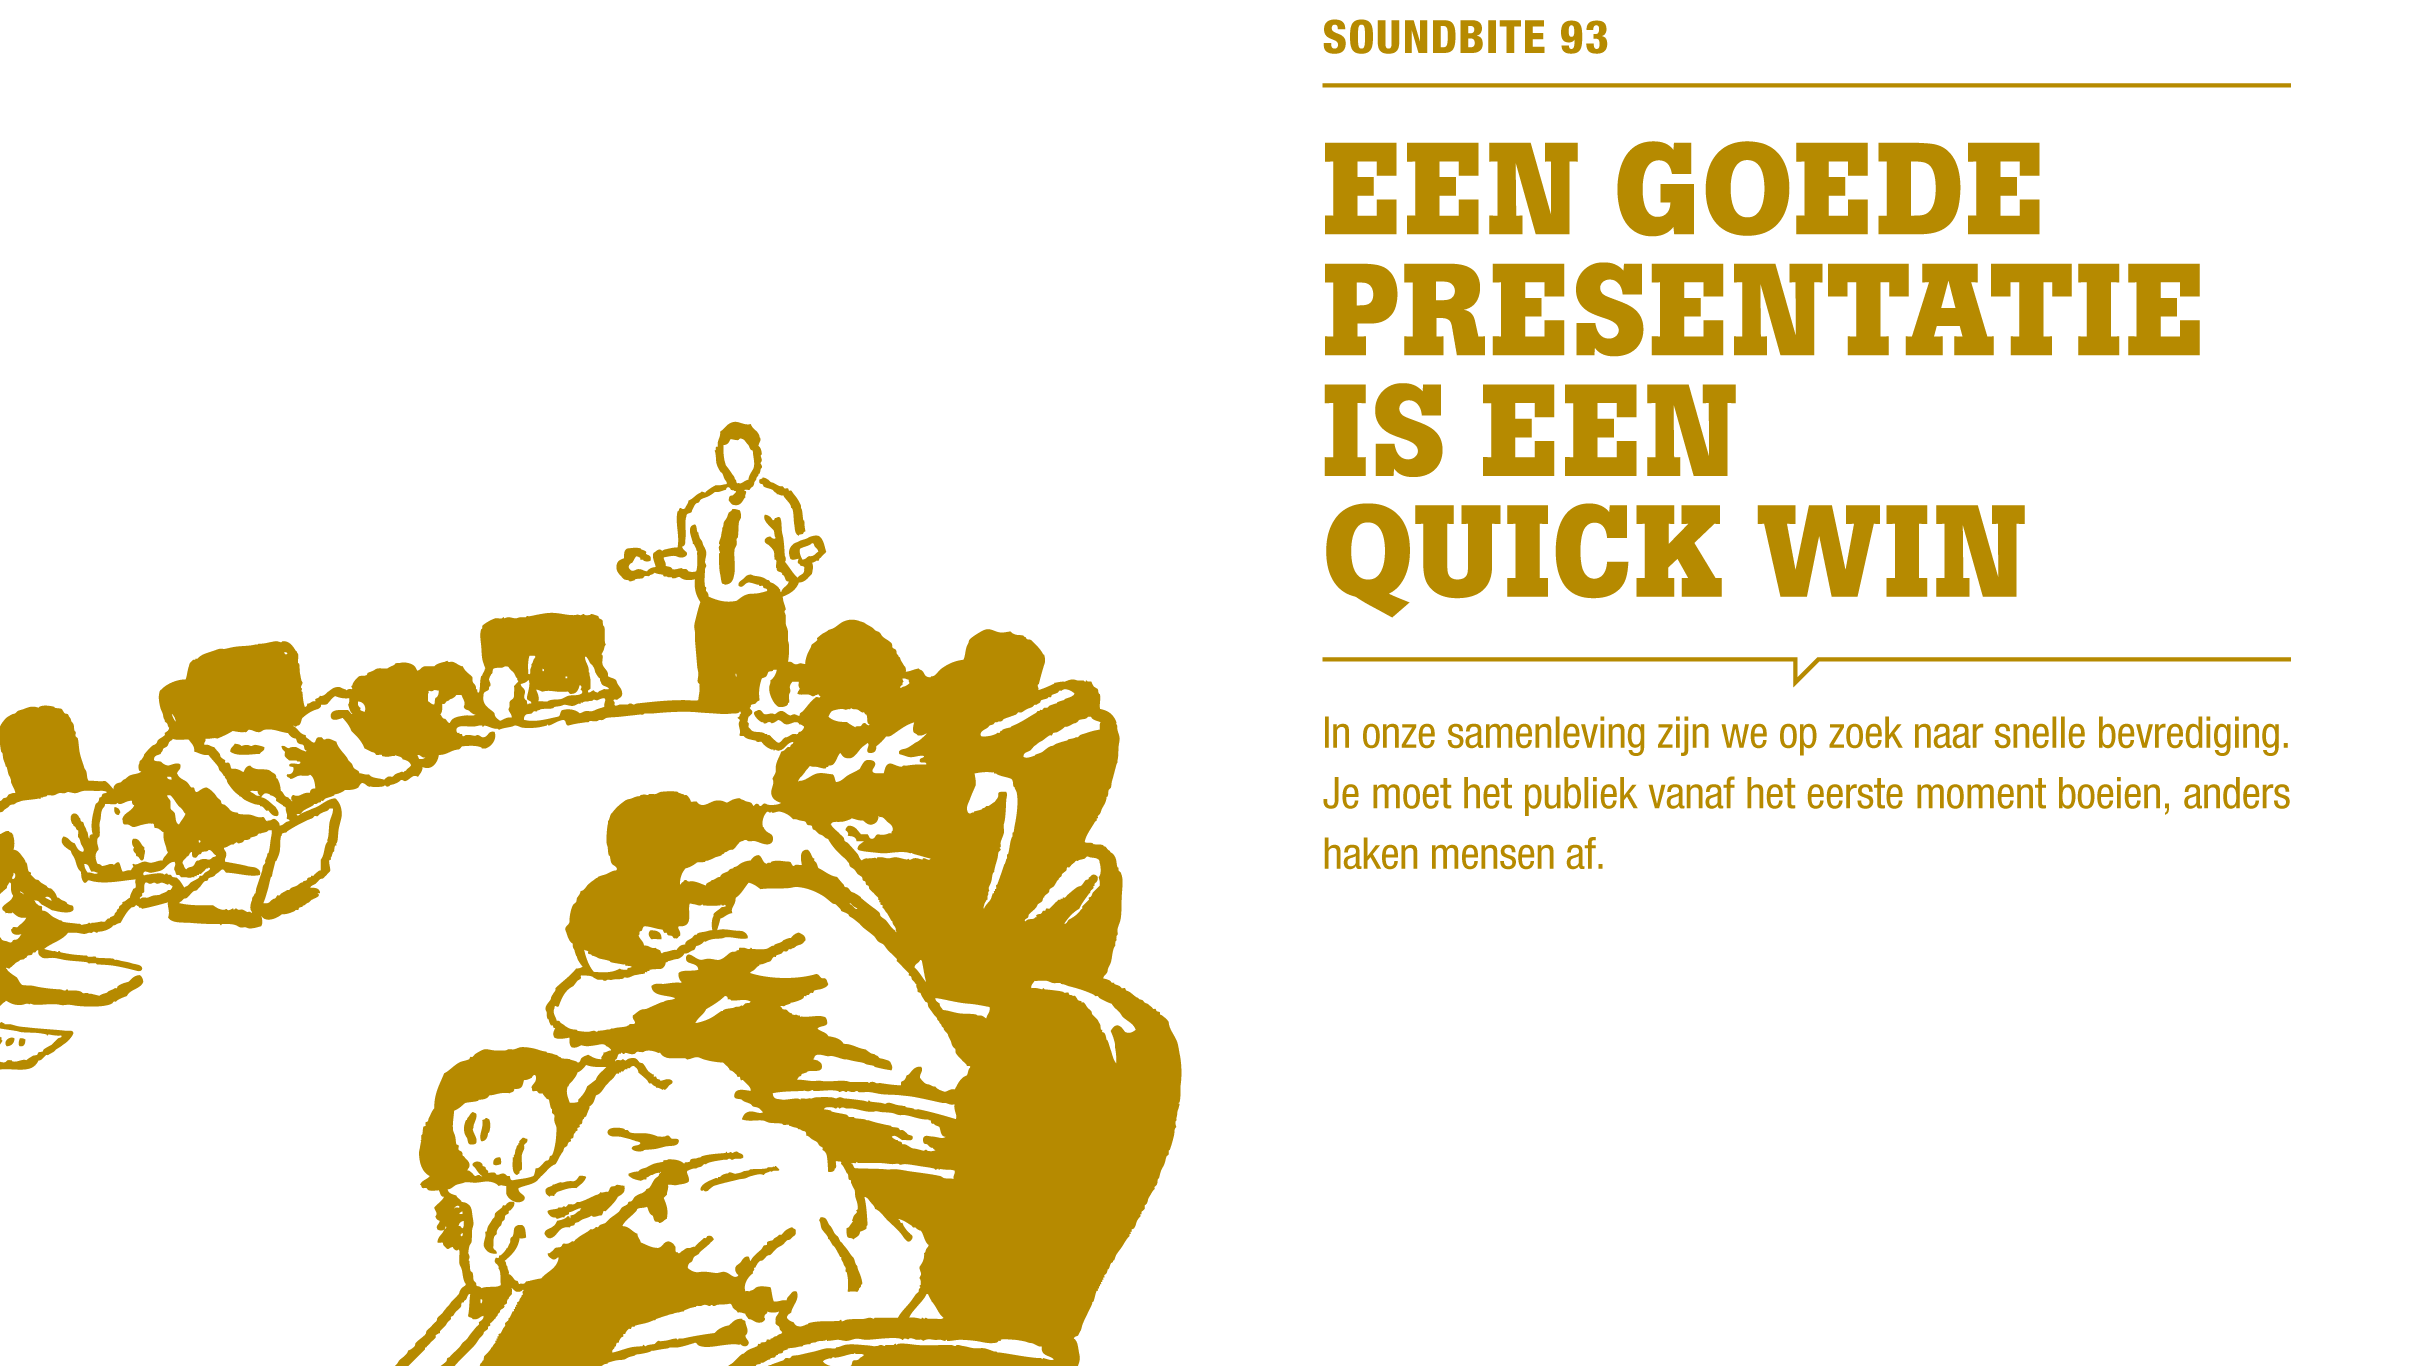 SOUNDBITE 93
EEN GOEDE
PRESENTATIE
IS EEN
QUICK WIN
In onze samenleving zijn we op zoek naar snelle bevrediging.
Je moet het publiek vanaf het eerste moment boeien, anders
haken mensen af.